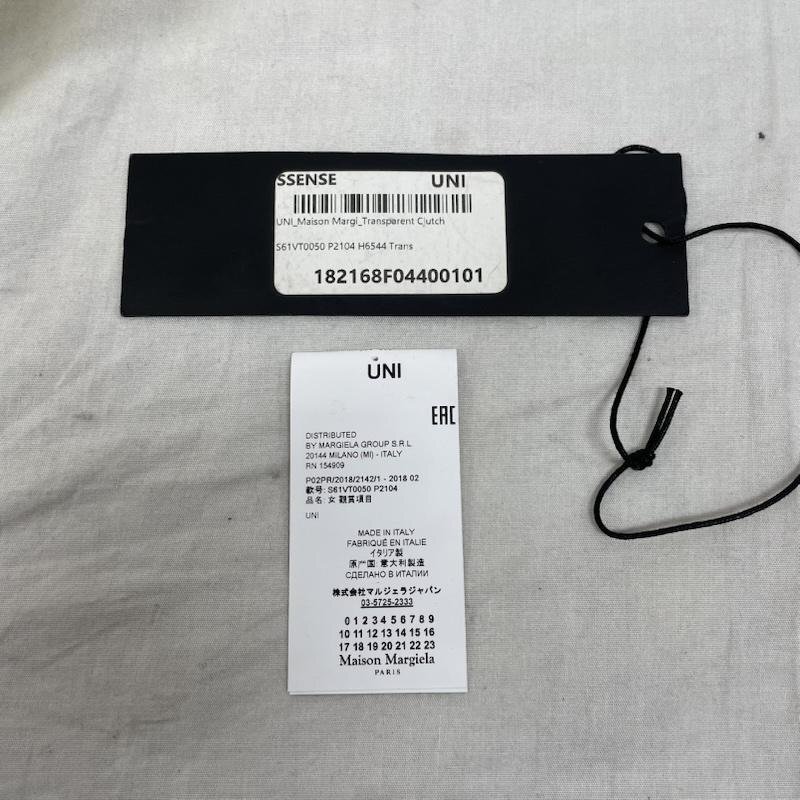 SSENSE UNI
UNI_Maison Margi_Transparent Clutch
S61VT0050 P2104 H6544 Trans
182168F04400101
UNI
EAC
DISTRIBUTED
BY MARGIELA GROUP S.R.L.
20144 MILANO (MI) - ITALY
RN 154909
P02PR/2018/2142/1 - 2018 02
款号: S61VT0050 P2104
品名: 女 觀賞項目
UNI
MADE IN ITALY
FABRIQUÉ EN ITALIE
イタリア製
原产国 意大利製造
СДЕЛАНО В ИТАЛИИ
株式会社マルジェラジャパン
03-5725-2333
0 1 2 3 4 5 6 7 8 9
10 11 12 13 14 15 16
17 18 19 20 21 22 23
Maison Margiela
PARIS